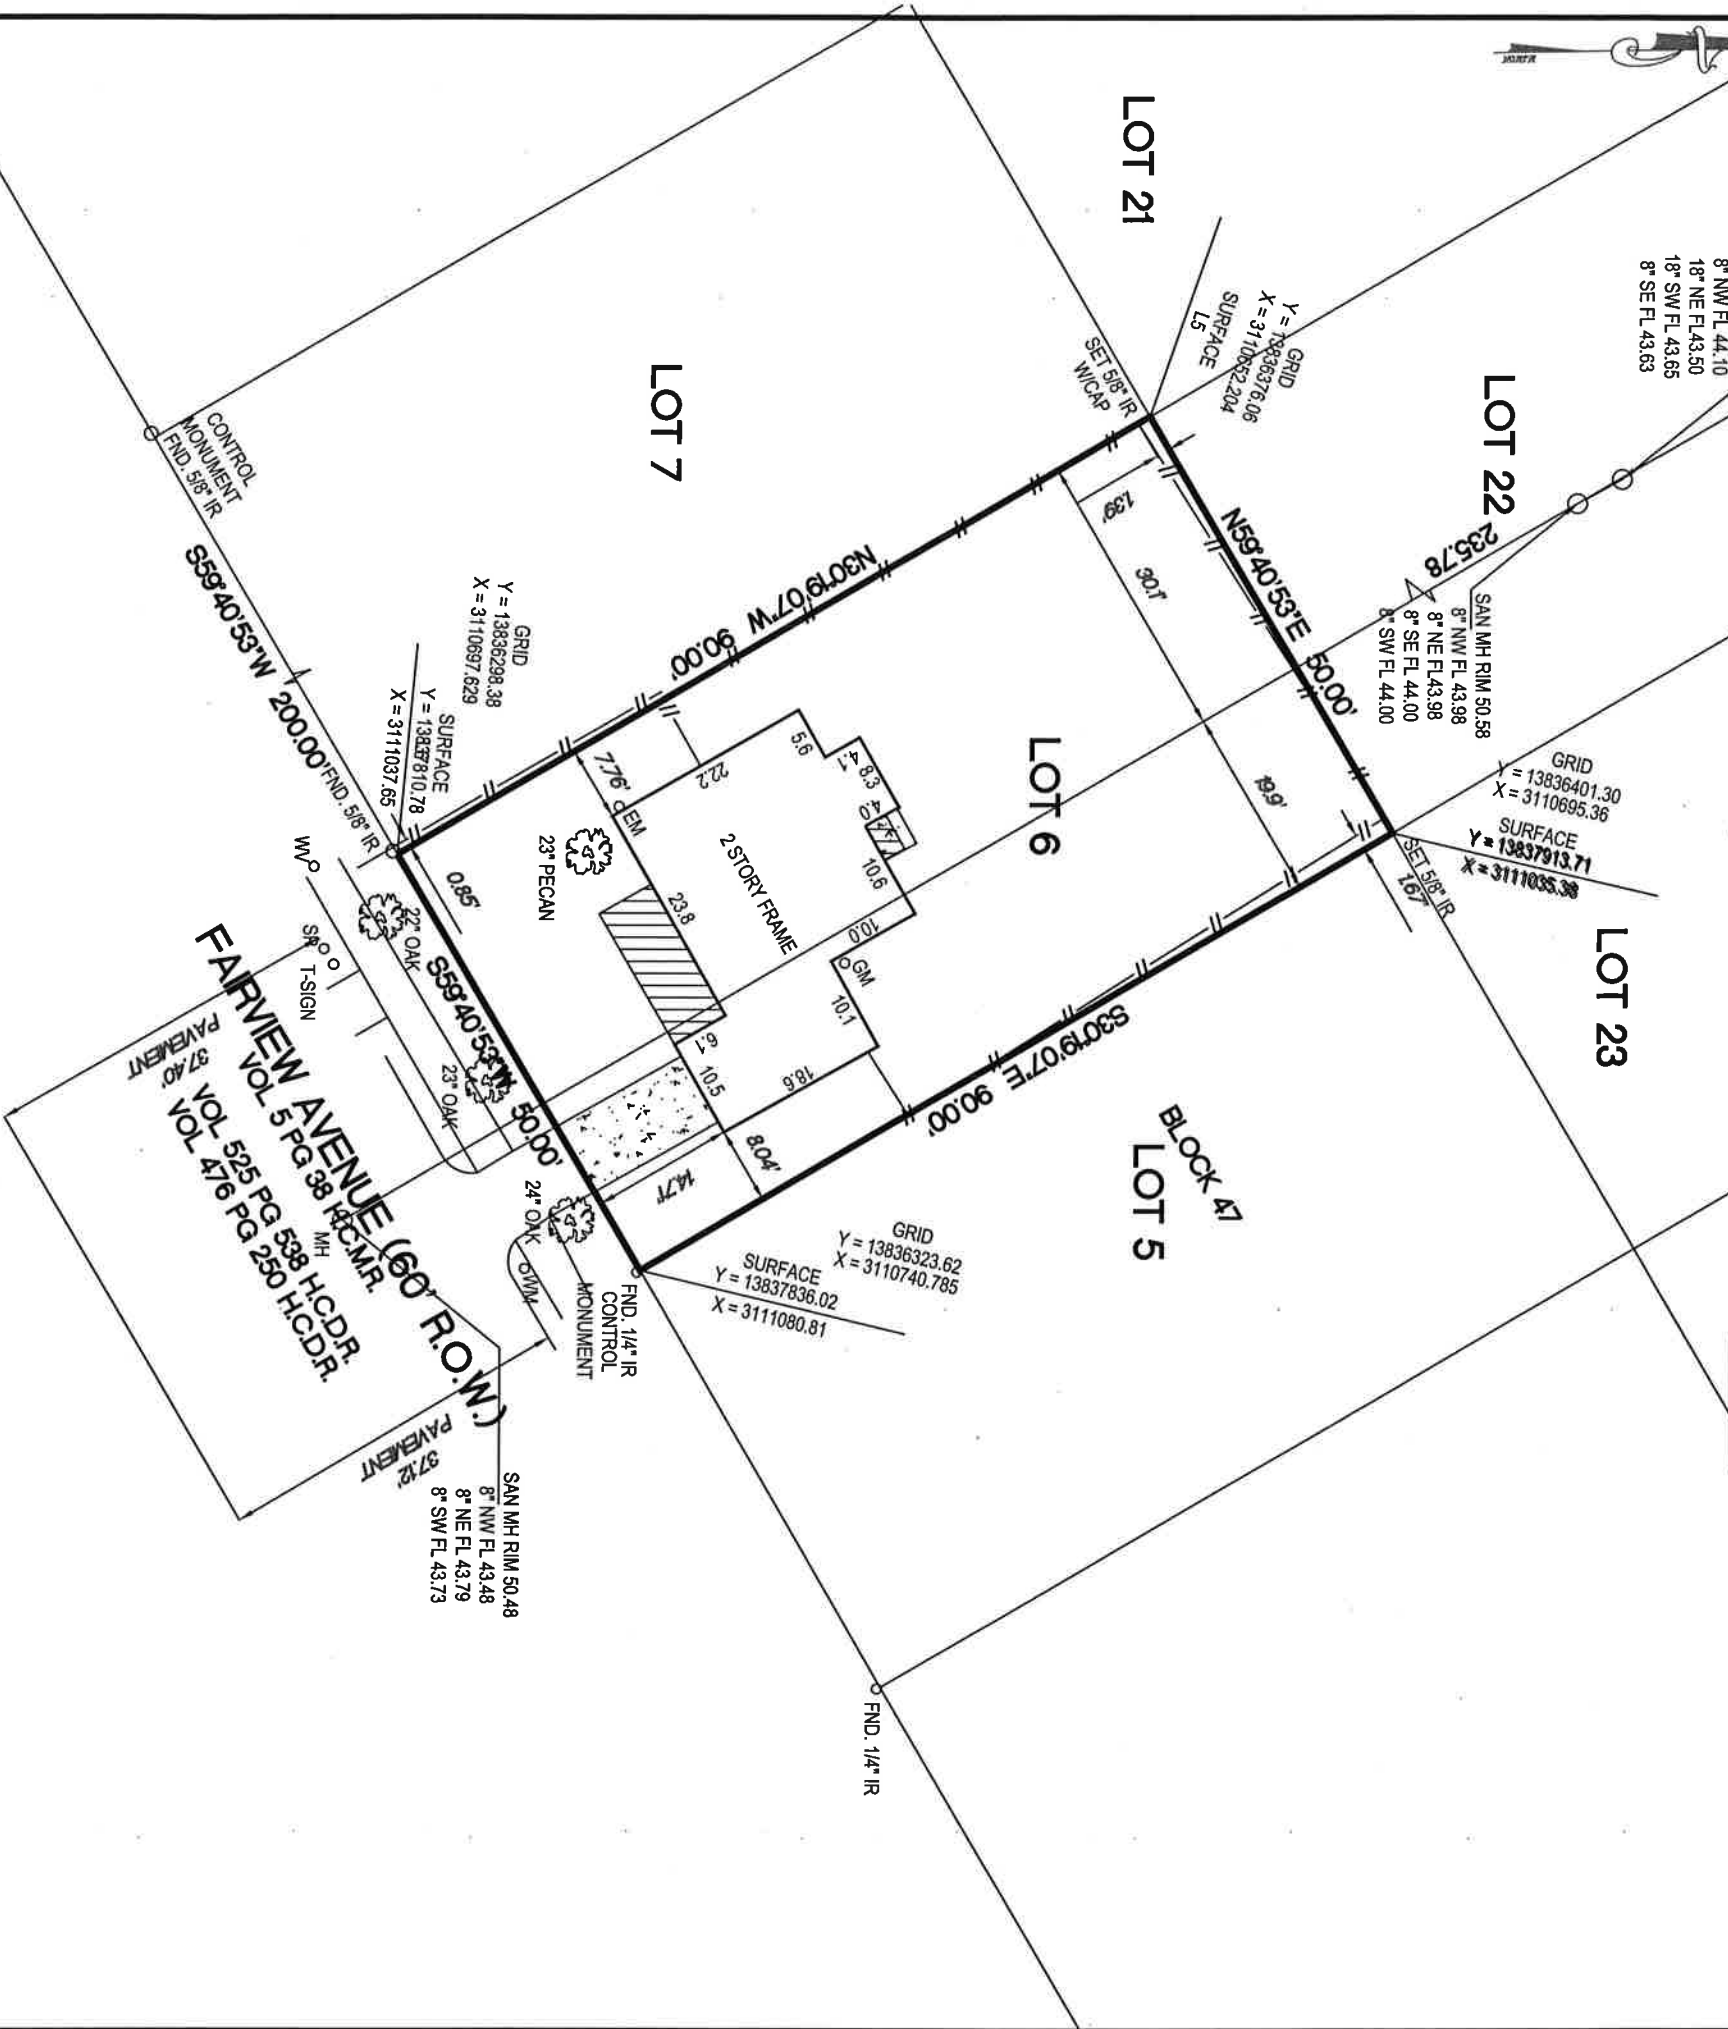 NORTH
8" NW FL 44.10
18" NE FL43.50
18" SW FL 43.65
8" SE FL 43.63
LOT 21
LOT 22
235.78
SAN MH RIM 50.58
8" NW FL 43.98
8" NE FL43.98
8" SE FL 44.00
8" SW FL 44.00
GRID
Y = 13836376.06
X = 3110652.204
SURFACE
L5
SET 5/8" IR
W/CAP
N59°40'53"E 50.00'
GRID
Y = 13836401.30
X = 3110695.36
SURFACE
Y = 13837913.71
X = 3111035.38
SET 5/8" IR
1.67'
LOT 23
LOT 7
1.39'
30.1'
19.9'
N30°19'07"W 90.00'
LOT 6
S30°19'07"E 90.00'
BLOCK 47
LOT 5
CONTROL
MONUMENT
FND. 5/8" IR
S59°40'53"W 200.00'
FND. 5/8" IR
GRID
Y = 13836298.38
X = 3110697.629
SURFACE
Y = 13837810.78
X = 3111037.65
7.76'
EM
22.2
5.6
4.1
8.3
10.6
10.0
GM
10.1
18.6
2 STORY FRAME
23.8
6.1
10.5
8.04'
14.71'
23" PECAN
0.85'
22" OAK
S59°40'53"W 50.00'
23" OAK
24" OAK
WV
T-SIGN
WM
MH
FND. 1/4" IR
CONTROL
MONUMENT
GRID
Y = 13836323.62
X = 3110740.785
SURFACE
Y = 13837836.02
X = 3111080.81
FAIRVIEW AVENUE (60' R.O.W.)
VOL 5 PG 38 H.C.M.R.
VOL 525 PG 538 H.C.D.R.
VOL 476 PG 250 H.C.D.R.
37.40'
PAVEMENT
37.12'
PAVEMENT
SAN MH RIM 50.48
8" NW FL 43.48
8" NE FL 43.79
8" SW FL 43.73
FND. 1/4" IR